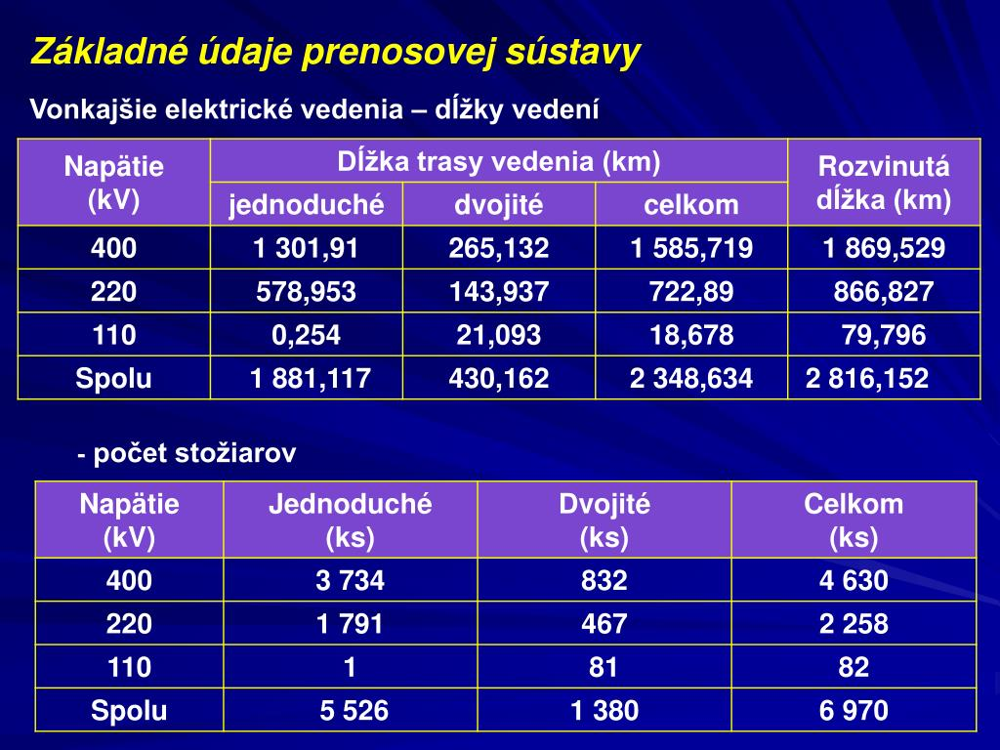 Základné údaje prenosovej sústavy
Vonkajšie elektrické vedenia – dĺžky vedení
Napätie (kV) Dĺžka trasy vedenia (km) Rozvinutá dĺžka (km)
jednoduché dvojité celkom
400 1 301,91 265,132 1 585,719 1 869,529
220 578,953 143,937 722,89 866,827
110 0,254 21,093 18,678 79,796
Spolu 1 881,117 430,162 2 348,634 2 816,152
- počet stožiarov
Napätie (kV) Jednoduché (ks) Dvojité (ks) Celkom (ks)
400 3 734 832 4 630
220 1 791 467 2 258
110 1 81 82
Spolu 5 526 1 380 6 970